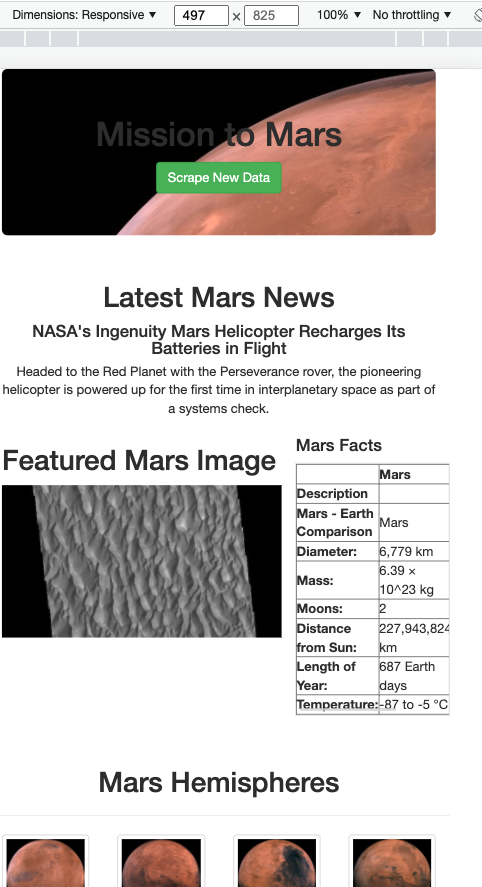 Dimensions: Responsive ▼ 497 × 825 100% ▼ No throttling ▼
Mission to Mars
Scrape New Data
Latest Mars News
NASA's Ingenuity Mars Helicopter Recharges Its
Batteries in Flight
Headed to the Red Planet with the Perseverance rover, the pioneering
helicopter is powered up for the first time in interplanetary space as part of
a systems check.
Featured Mars Image
Mars Facts
Mars
Description
Mars - Earth
Comparison
Mars
Diameter: 6,779 km
Mass:
6.39 ×
10^23 kg
Moons: 2
Distance
from Sun:
227,943,824
km
Length of
Year:
687 Earth
days
Temperature: -87 to -5 °C
Mars Hemispheres